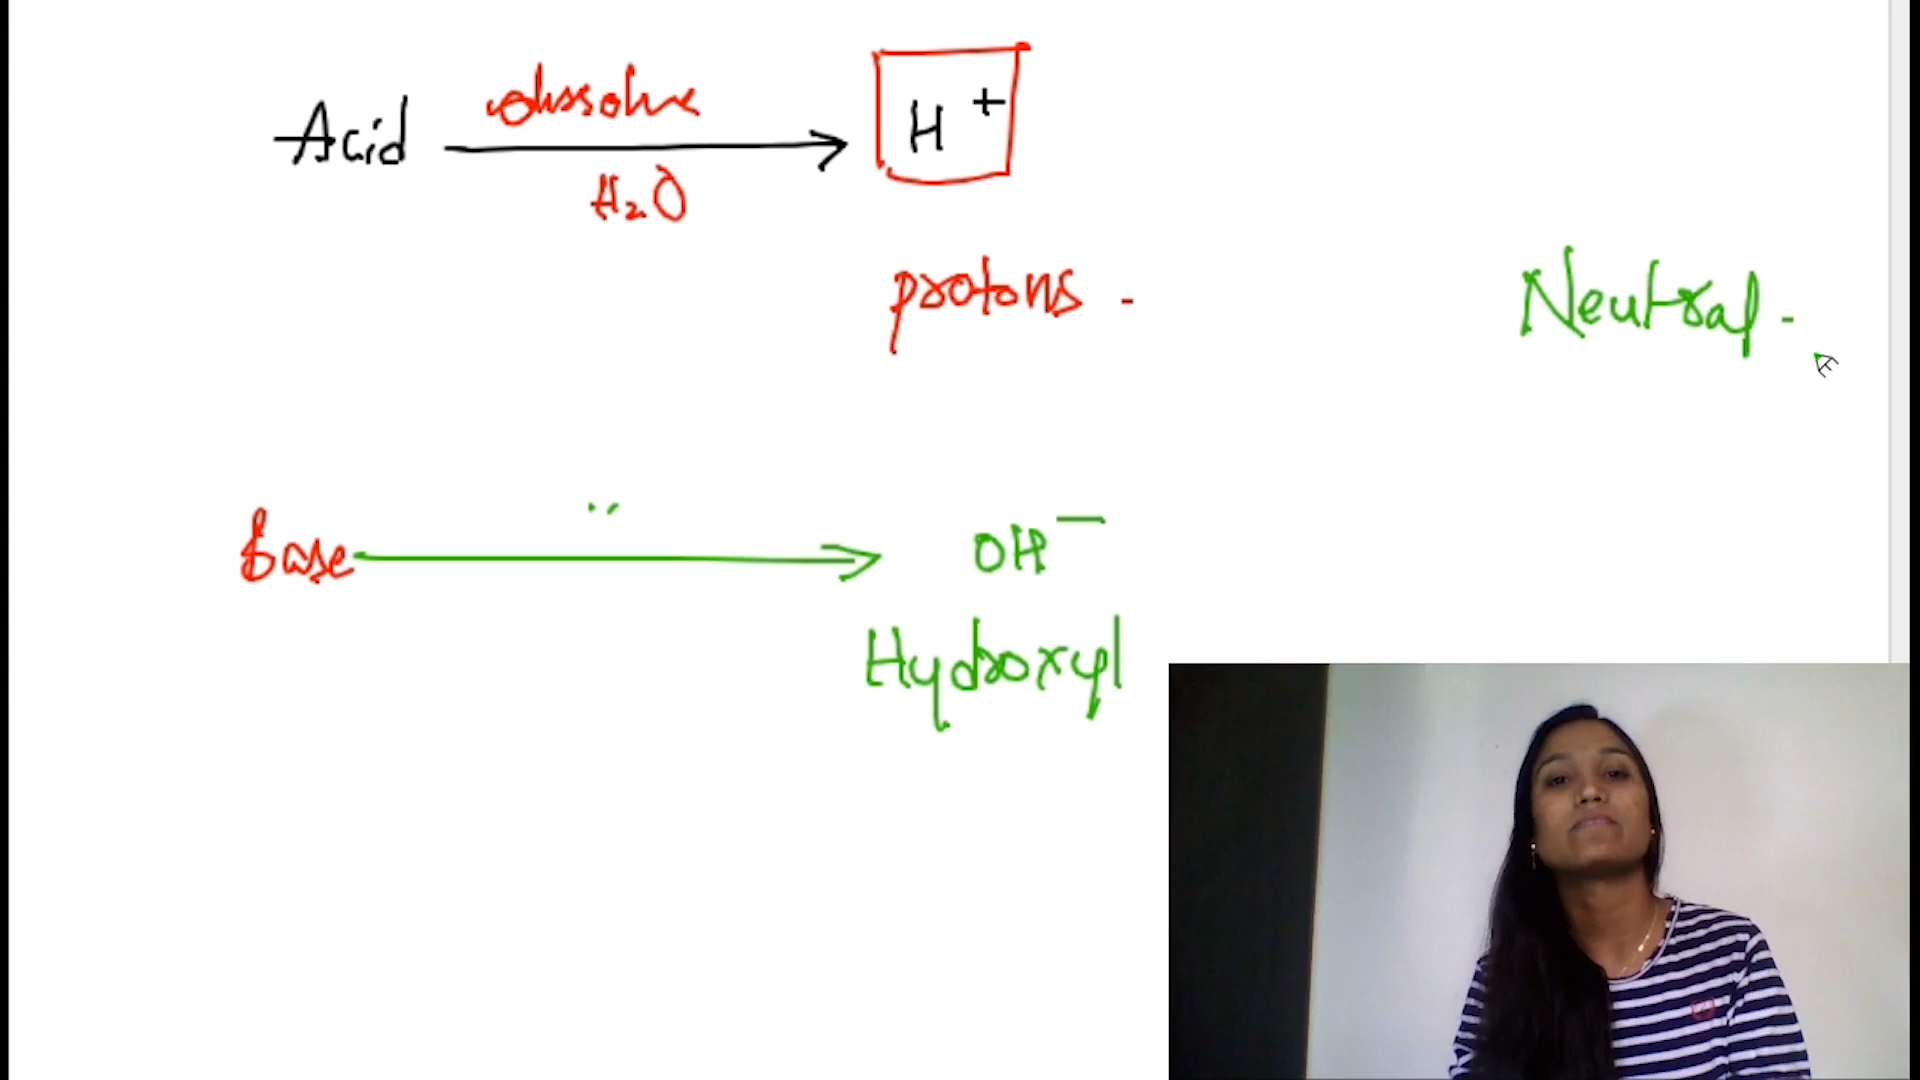 dissolve
Acid → H⁺
H₂O
protons -
Neutral -
Base → OH⁻
Hydroxyl